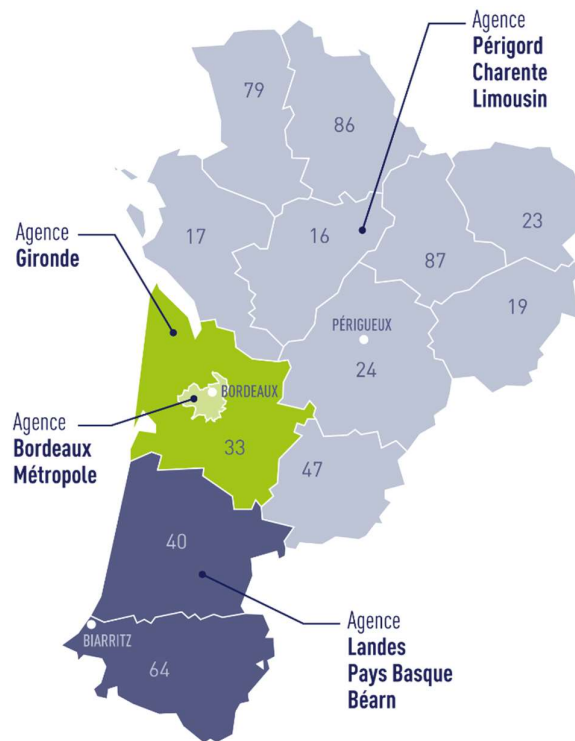 Agence
Périgord
Charente
Limousin
79
86
23
17
16
87
Agence
Gironde
19
PÉRIGUEUX
24
BORDEAUX
Agence
Bordeaux
Métropole
33
47
40
Agence
Landes
Pays Basque
Béarn
BIARRITZ
64